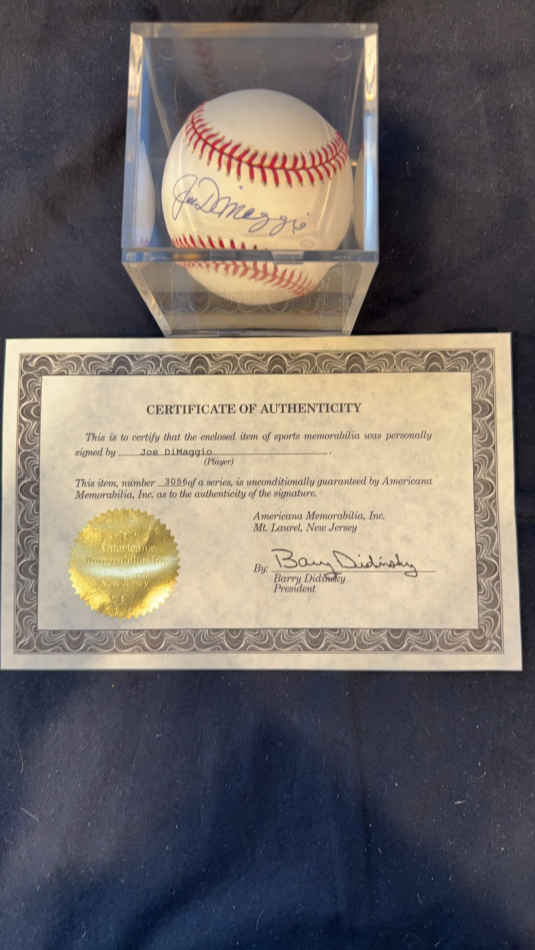 Joe DiMaggio
CERTIFICATE OF AUTHENTICITY
This is to certify that the enclosed item of sports memorabilia was personally
signed by Joe DiMaggio.
(Player)
This item, number 3056 of a series, is unconditionally guaranteed by Americana
Memorabilia, Inc. as to the authenticity of the signature.
Americana Memorabilia, Inc.
Mt. Laurel, New Jersey
By: Barry Didinsky
Barry Didinsky
President